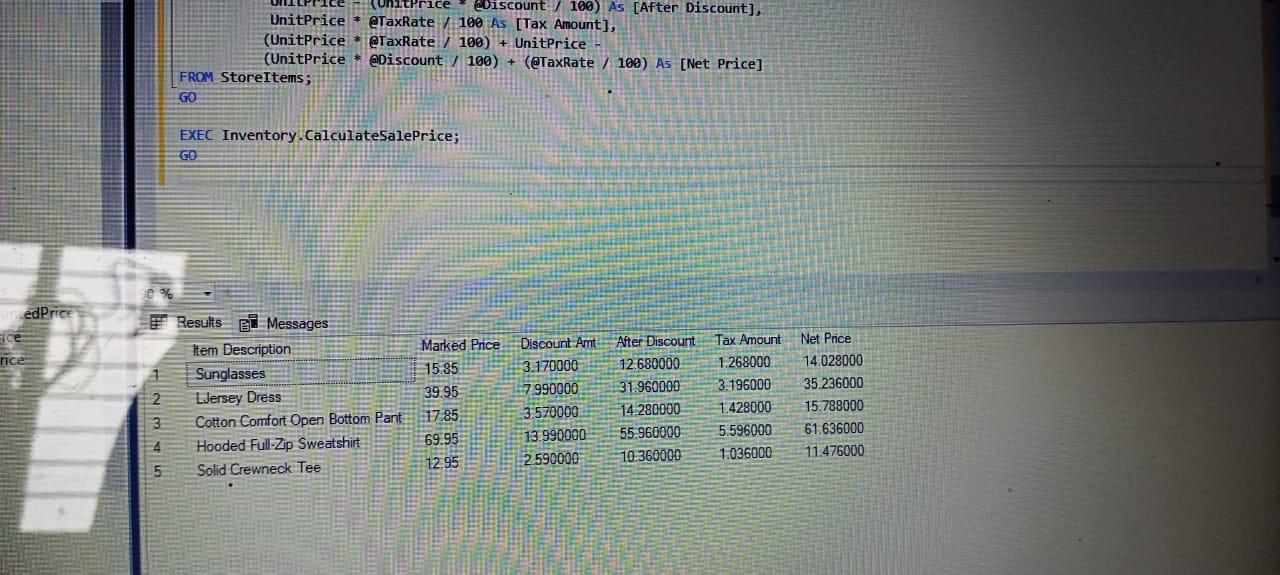 UnitPrice - (UnitPrice * @Discount / 100) As [After Discount],
UnitPrice * @TaxRate / 100 As [Tax Amount],
(UnitPrice * @TaxRate / 100) + UnitPrice -
(UnitPrice * @Discount / 100) + (@TaxRate / 100) As [Net Price]
FROM StoreItems;
GO
EXEC Inventory.CalculateSalePrice;
GO
90 %
edPrice
ice
rice
Results Messages
Item Description Marked Price Discount Amt After Discount Tax Amount Net Price
1 Sunglasses 15.85 3.170000 12.680000 1.268000 14.028000
2 LJersey Dress 39.95 7.990000 31.960000 3.196000 35.236000
3 Cotton Comfort Open Bottom Pant 17.85 3.570000 14.280000 1.428000 15.788000
4 Hooded Full-Zip Sweatshirt 69.95 13.990000 55.960000 5.596000 61.636000
5 Solid Crewneck Tee 12.95 2.590000 10.360000 1.036000 11.476000